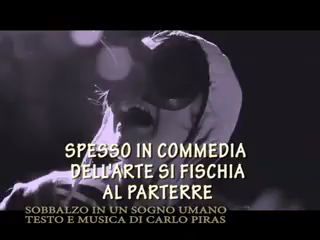 SPESSO IN COMMEDIA
DELL'ARTE SI FISCHIA
AL PARTERRE
SOBBALZO IN UN SOGNO UMANO
TESTO E MUSICA DI CARLO PIRAS